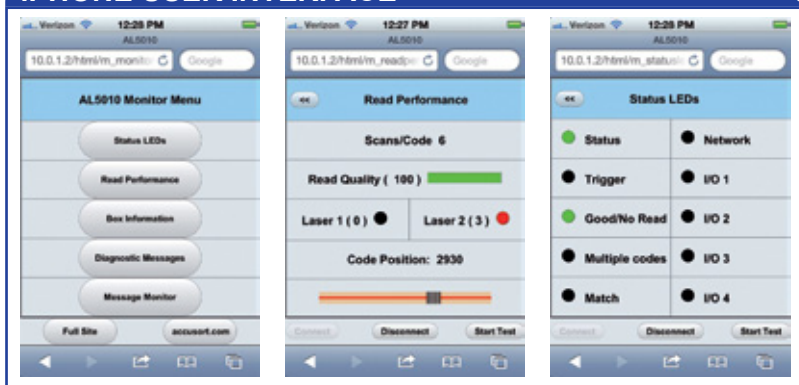 IPHONE USER INTERFACE
Verizon 12:28 PM
AL5010
10.0.1.2/html/m_monito Google
AL5010 Monitor Menu
Status LEDs
Read Performance
Box Information
Diagnostic Messages
Message Monitor
Full Site accusort.com
Verizon 12:27 PM
AL5010
10.0.1.2/html/m_readpe Google
Read Performance
Scans/Code 6
Read Quality ( 100 )
Laser 1 ( 0 ) Laser 2 ( 3 )
Code Position: 2930
Connect Disconnect Start Test
Verizon 12:28 PM
AL5010
10.0.1.2/html/m_status Google
Status LEDs
Status Network
Trigger I/O 1
Good/No Read I/O 2
Multiple codes I/O 3
Match I/O 4
Connect Disconnect Start Test